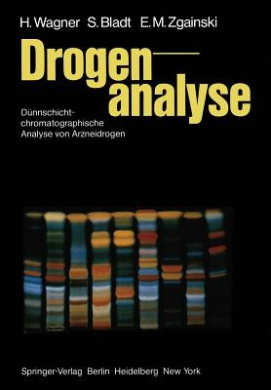 H. Wagner S. Bladt E. M. Zgainski
Drogen—
analyse
Dünnschicht-
chromatographische
Analyse von Arzneidrogen
Springer-Verlag Berlin Heidelberg New York